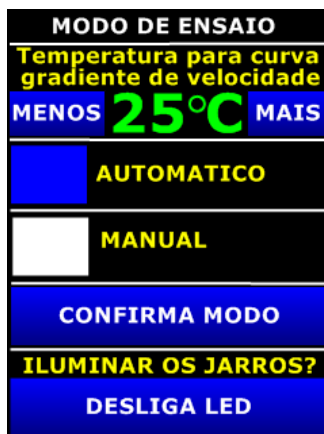 MODO DE ENSAIO
Temperatura para curva
gradiente de velocidade
MENOS 25°C MAIS
AUTOMATICO
MANUAL
CONFIRMA MODO
ILUMINAR OS JARROS?
DESLIGA LED